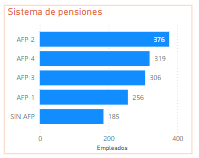 Sistema de pensiones
AFP-2 376
AFP-4 319
AFP-3 306
AFP-1 256
SIN AFP 185
0 200 400
Empleados